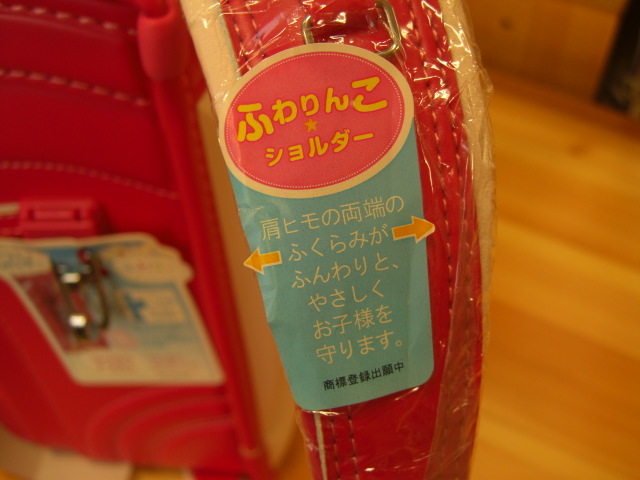 ふわりんこ
★
ショルダー
肩ヒモの両端の
ふくらみが
ふんわりと、
やさしく
お子様を
守ります。
商標登録出願中